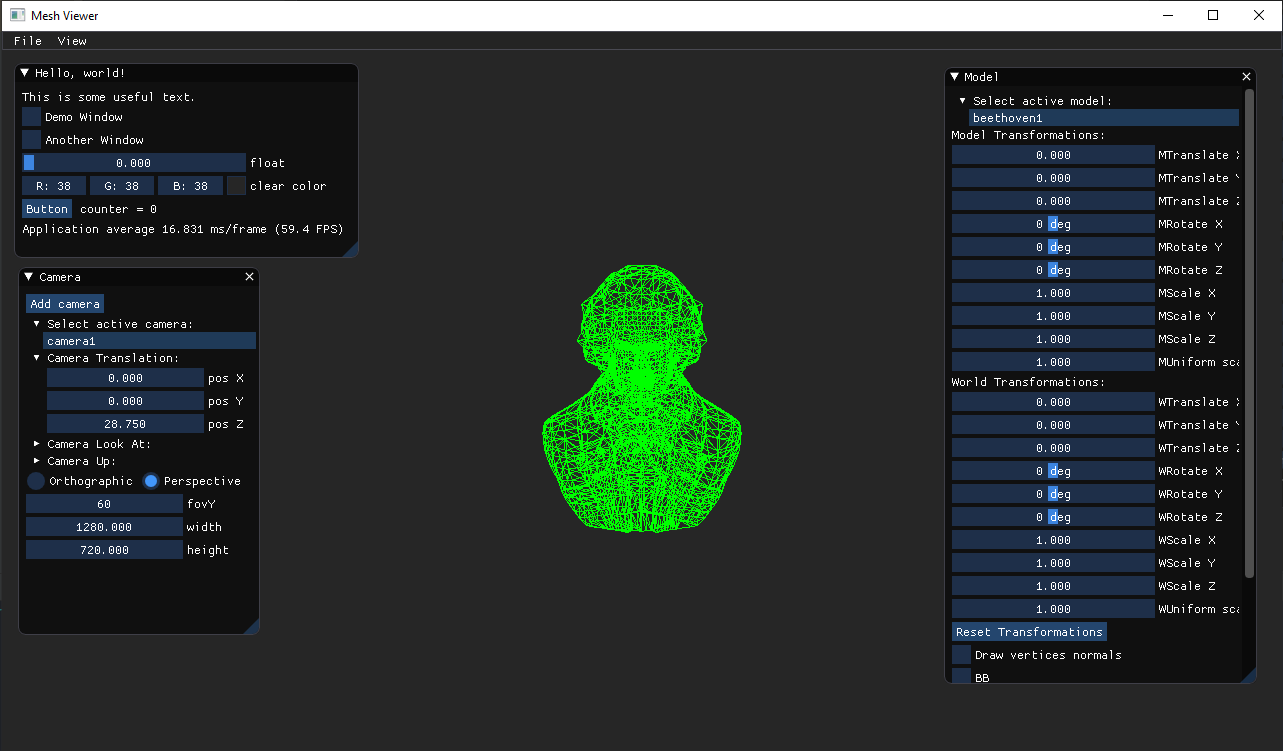 Mesh Viewer
File View
Hello, world!
This is some useful text.
Demo Window
Another Window
0.000 float
R: 38 G: 38 B: 38 clear color
Button counter = 0
Application average 16.831 ms/frame (59.4 FPS)
Camera
Add camera
Select active camera:
camera1
Camera Translation:
0.000 pos X
0.000 pos Y
28.750 pos Z
Camera Look At:
Camera Up:
Orthographic Perspective
60 fovY
1280.000 width
720.000 height
Model
Select active model:
beethoven1
Model Transformations:
0.000 MTranslate X
0.000 MTranslate Y
0.000 MTranslate Z
0 deg MRotate X
0 deg MRotate Y
0 deg MRotate Z
1.000 MScale X
1.000 MScale Y
1.000 MScale Z
1.000 MUniform sca
World Transformations:
0.000 WTranslate X
0.000 WTranslate Y
0.000 WTranslate Z
0 deg WRotate X
0 deg WRotate Y
0 deg WRotate Z
1.000 WScale X
1.000 WScale Y
1.000 WScale Z
1.000 WUniform sca
Reset Transformations
Draw vertices normals
BB